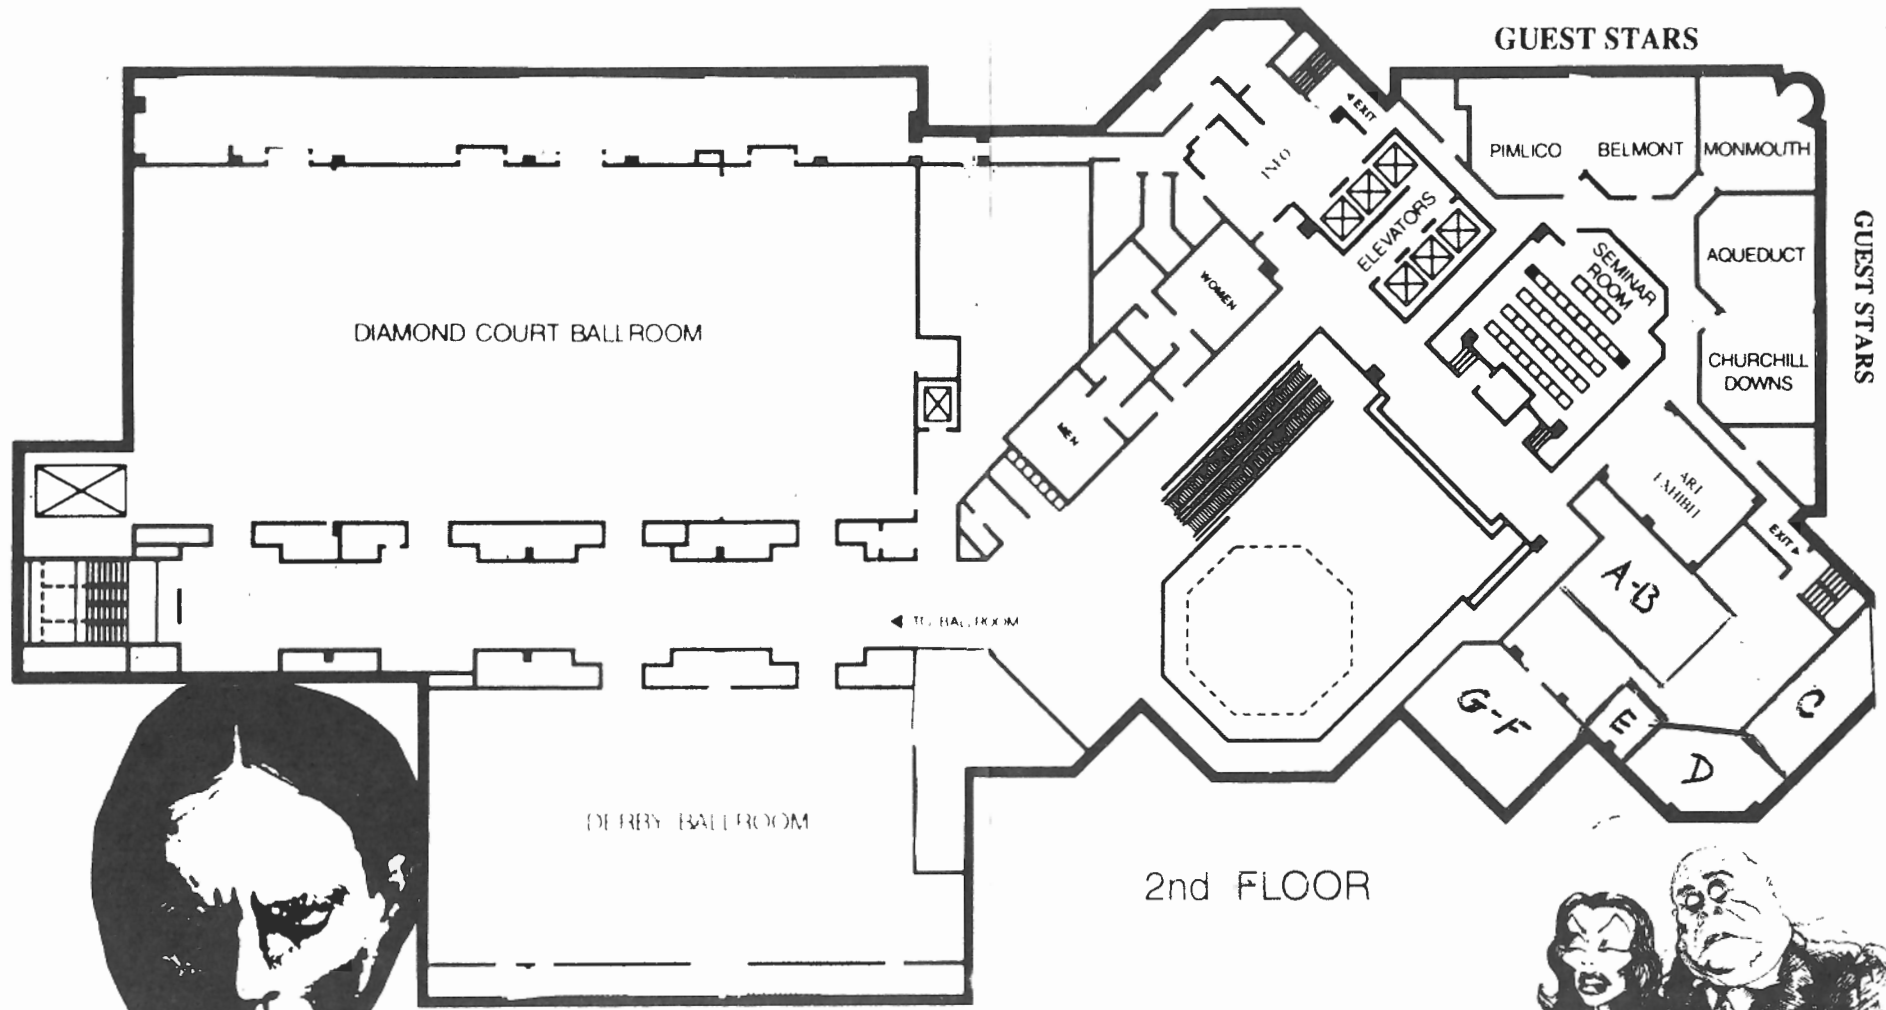 GUEST STARS
◄ EXIT
PIMLICO
BELMONT
MONMOUTH
INFO
ELEVATORS
GUEST STARS
WOMEN
SEMINAR
ROOM
AQUEDUCT
DIAMOND COURT BALLROOM
CHURCHILL
DOWNS
MEN
ART
EXHIBIT
EXIT ►
A-B
◄ TO BALLROOM
G-F
E
C
D
DERBY BALLROOM
2nd FLOOR